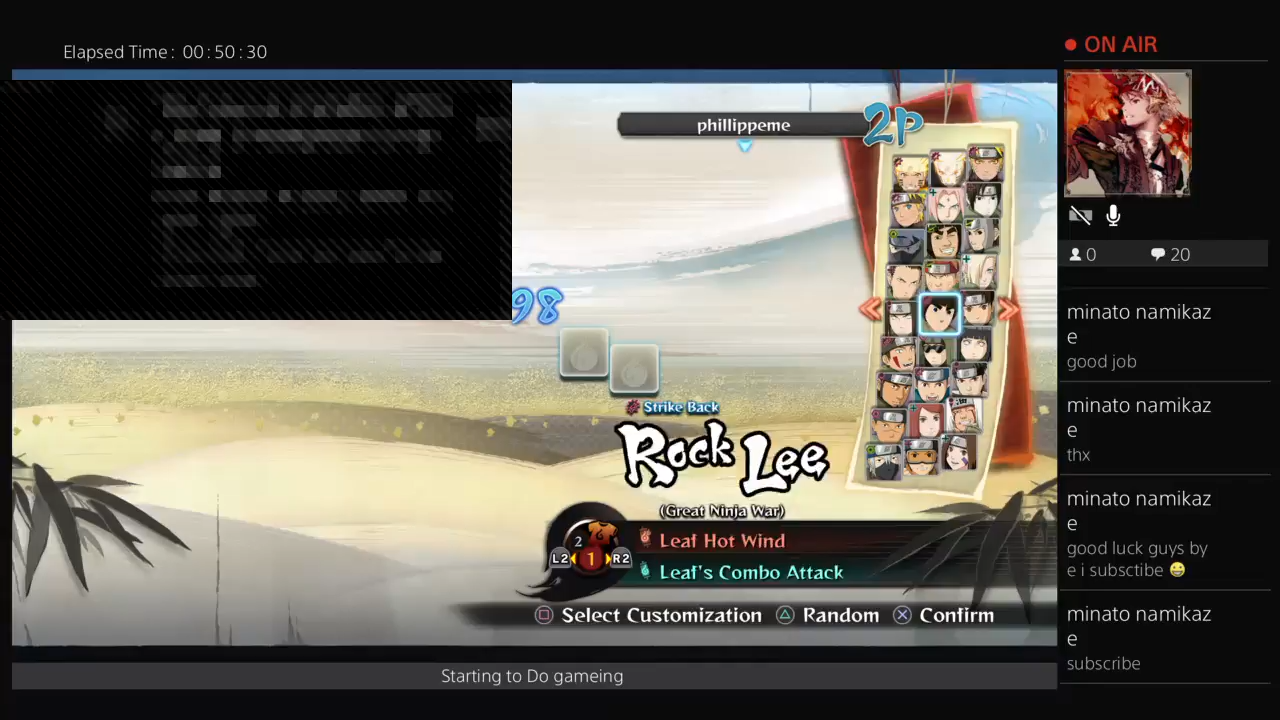 Elapsed Time: 00:50:30
ON AIR
phillippeme
2P
0
20
98
Strike Back
Rock Lee
(Great Ninja War)
2
L2 1 R2
Leaf Hot Wind
Leaf's Combo Attack
Select Customization
Random
Confirm
Starting to Do gameing
minato namikaz
e
good job
minato namikaz
e
thx
minato namikaz
e
good luck guys by
e i subsctibe 😀
minato namikaz
e
subscribe